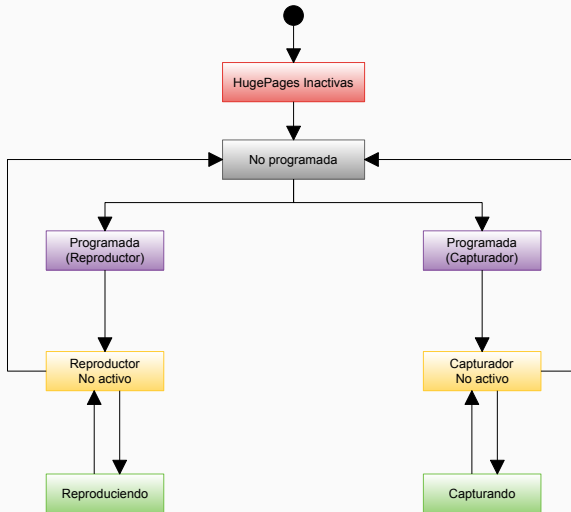 HugePages Inactivas
No programada
Programada
(Reproductor)
Programada
(Capturador)
Reproductor
No activo
Capturador
No activo
Reproduciendo
Capturando